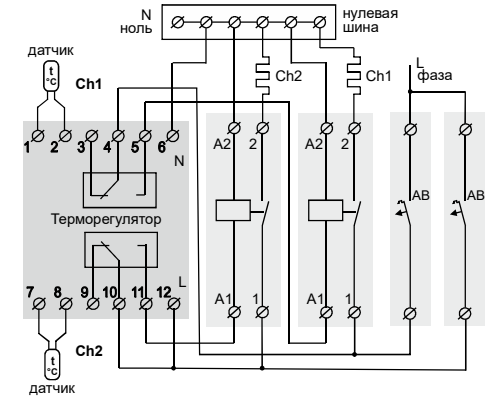 N
ноль
нулевая
шина
датчик
t
°C
Ch1
Ch2
Ch1
L
фаза
1 2 3 4 5 6
N
A2 2
A2 2
AB
AB
Терморегулятор
L
7 8 9 10 11 12
A1 1
A1 1
t
°C
Ch2
датчик